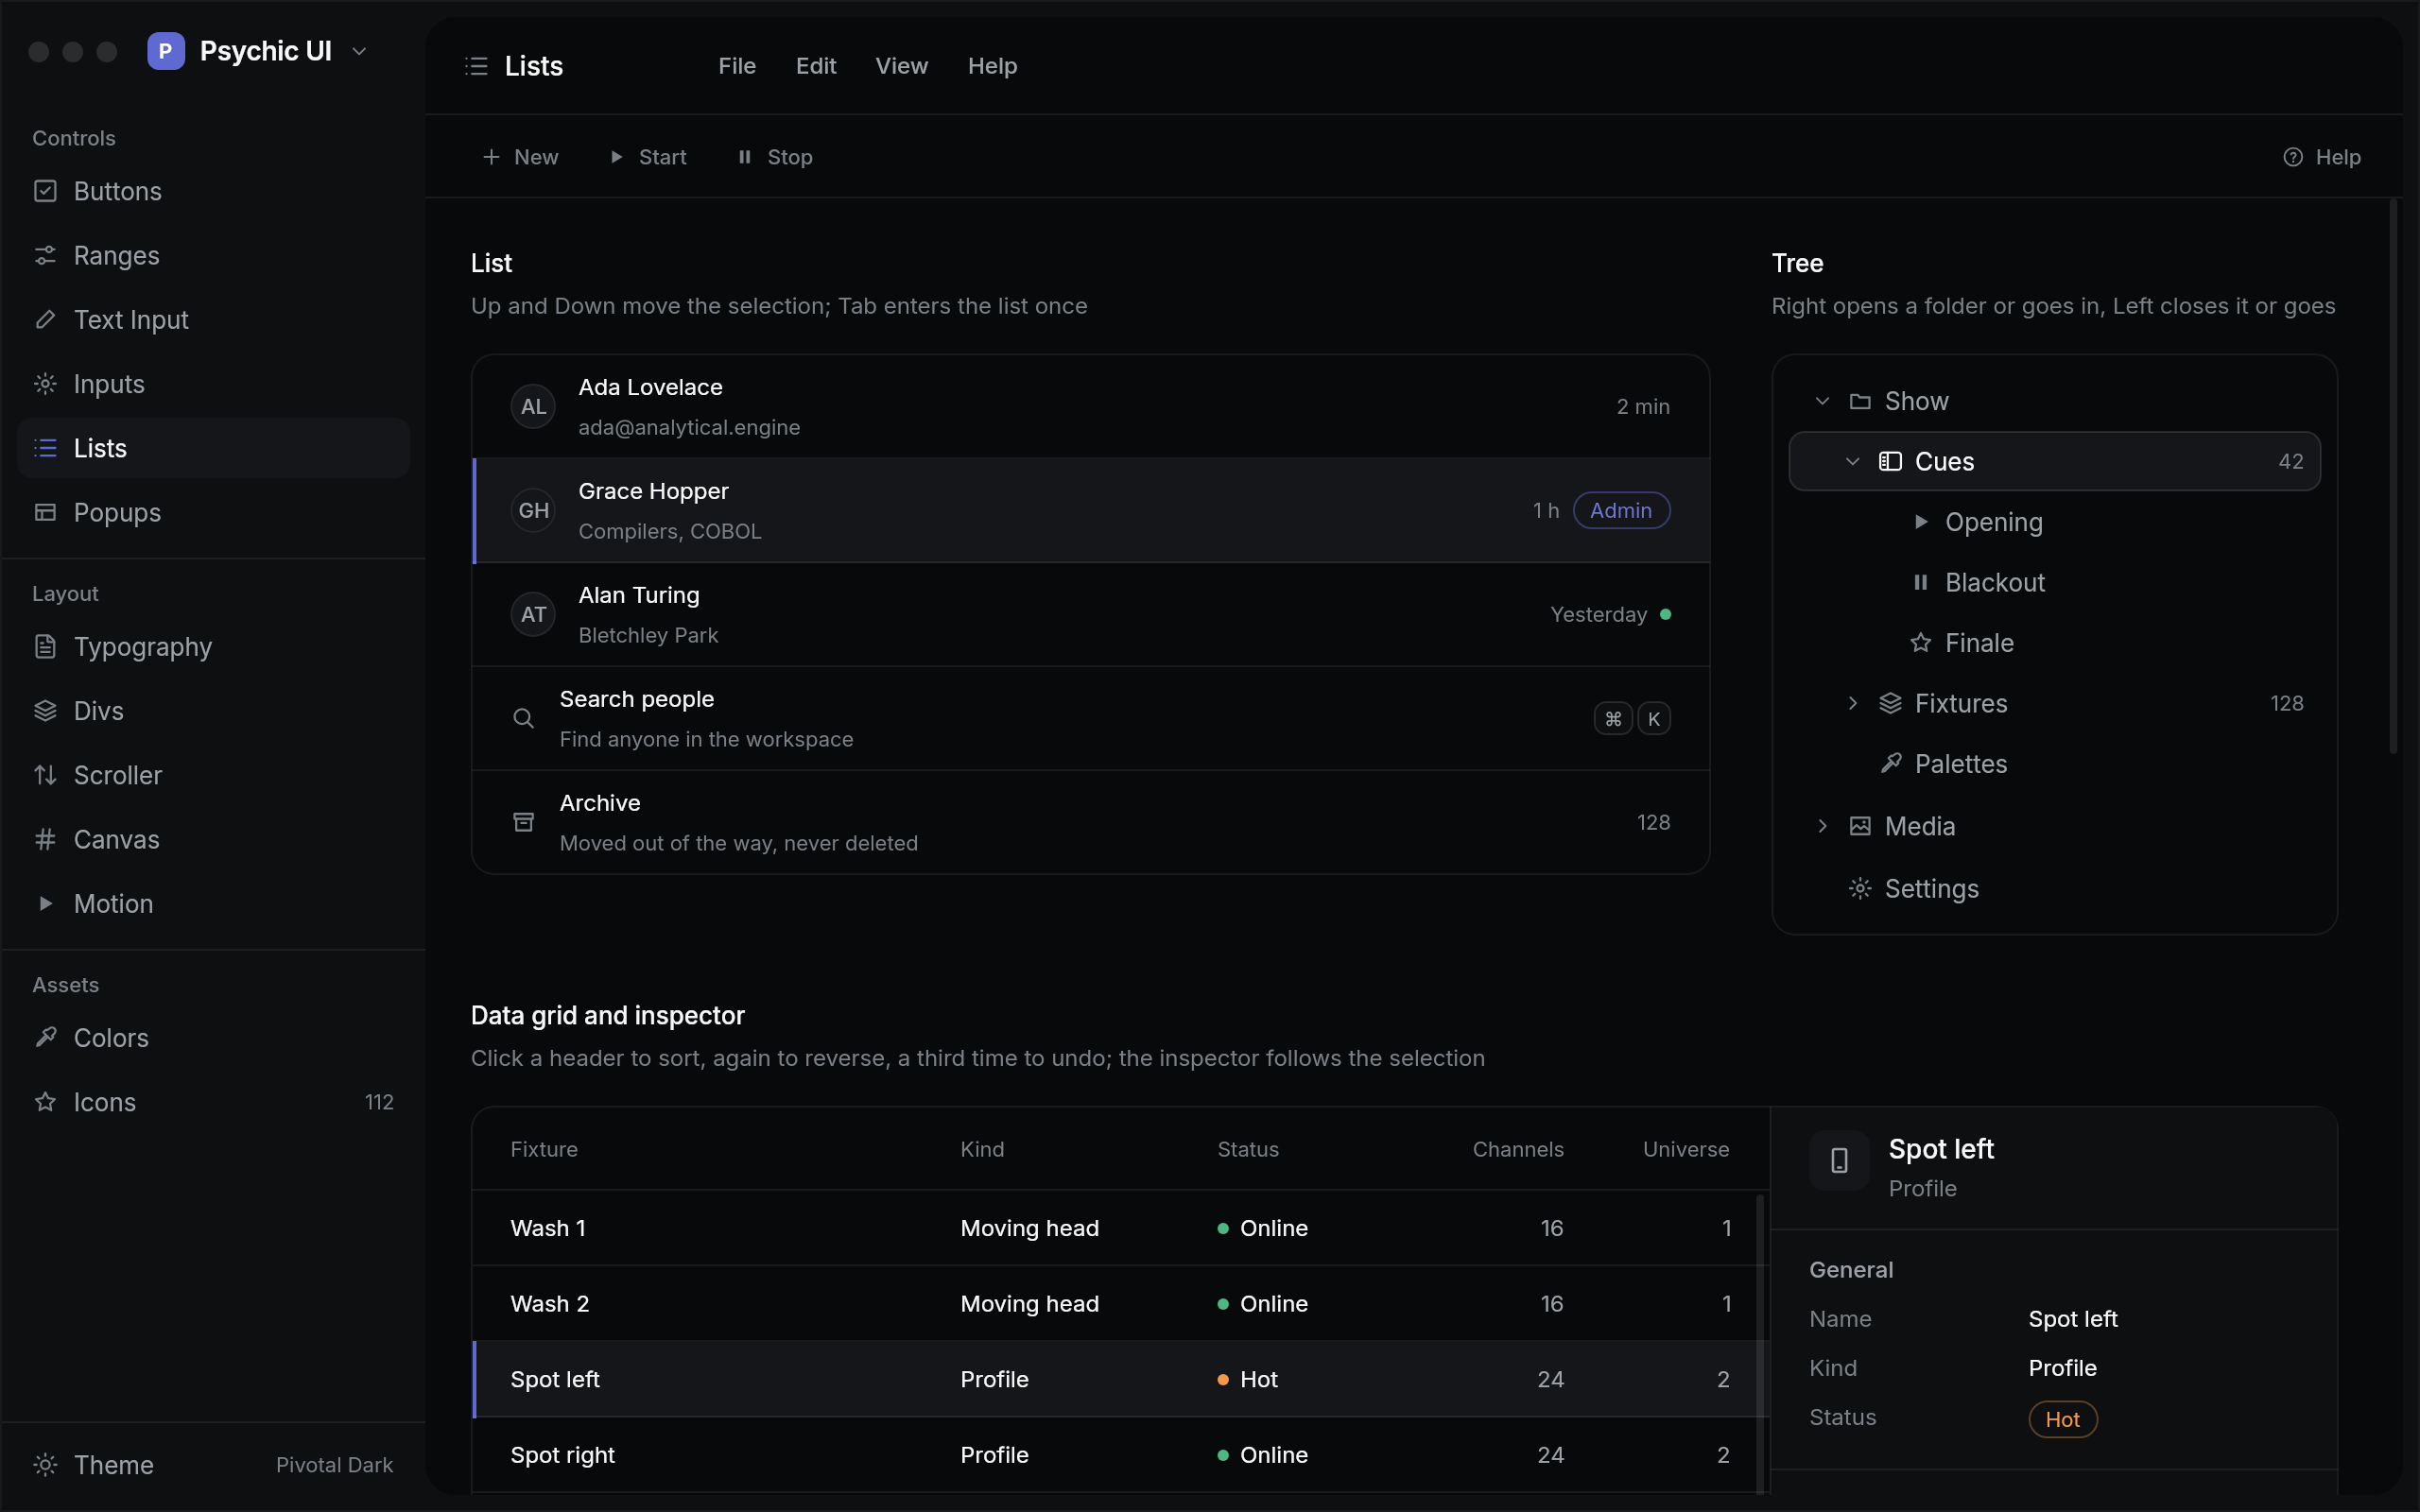 P Psychic UI
Controls
Buttons
Ranges
Text Input
Inputs
Lists
Popups
Layout
Typography
Divs
Scroller
Canvas
Motion
Assets
Colors
Icons 112
Theme Pivotal Dark
Lists File Edit View Help
New Start Stop Help
List
Up and Down move the selection; Tab enters the list once
AL Ada Lovelace 2 min
ada@analytical.engine
GH Grace Hopper 1 h Admin
Compilers, COBOL
AT Alan Turing Yesterday
Bletchley Park
Search people ⌘ K
Find anyone in the workspace
Archive 128
Moved out of the way, never deleted
Tree
Right opens a folder or goes in, Left closes it or goes
Show
Cues 42
Opening
Blackout
Finale
Fixtures 128
Palettes
Media
Settings
Data grid and inspector
Click a header to sort, again to reverse, a third time to undo; the inspector follows the selection
Fixture Kind Status Channels Universe
Wash 1 Moving head Online 16 1
Wash 2 Moving head Online 16 1
Spot left Profile Hot 24 2
Spot right Profile Online 24 2
Spot left
Profile
General
Name Spot left
Kind Profile
Status Hot